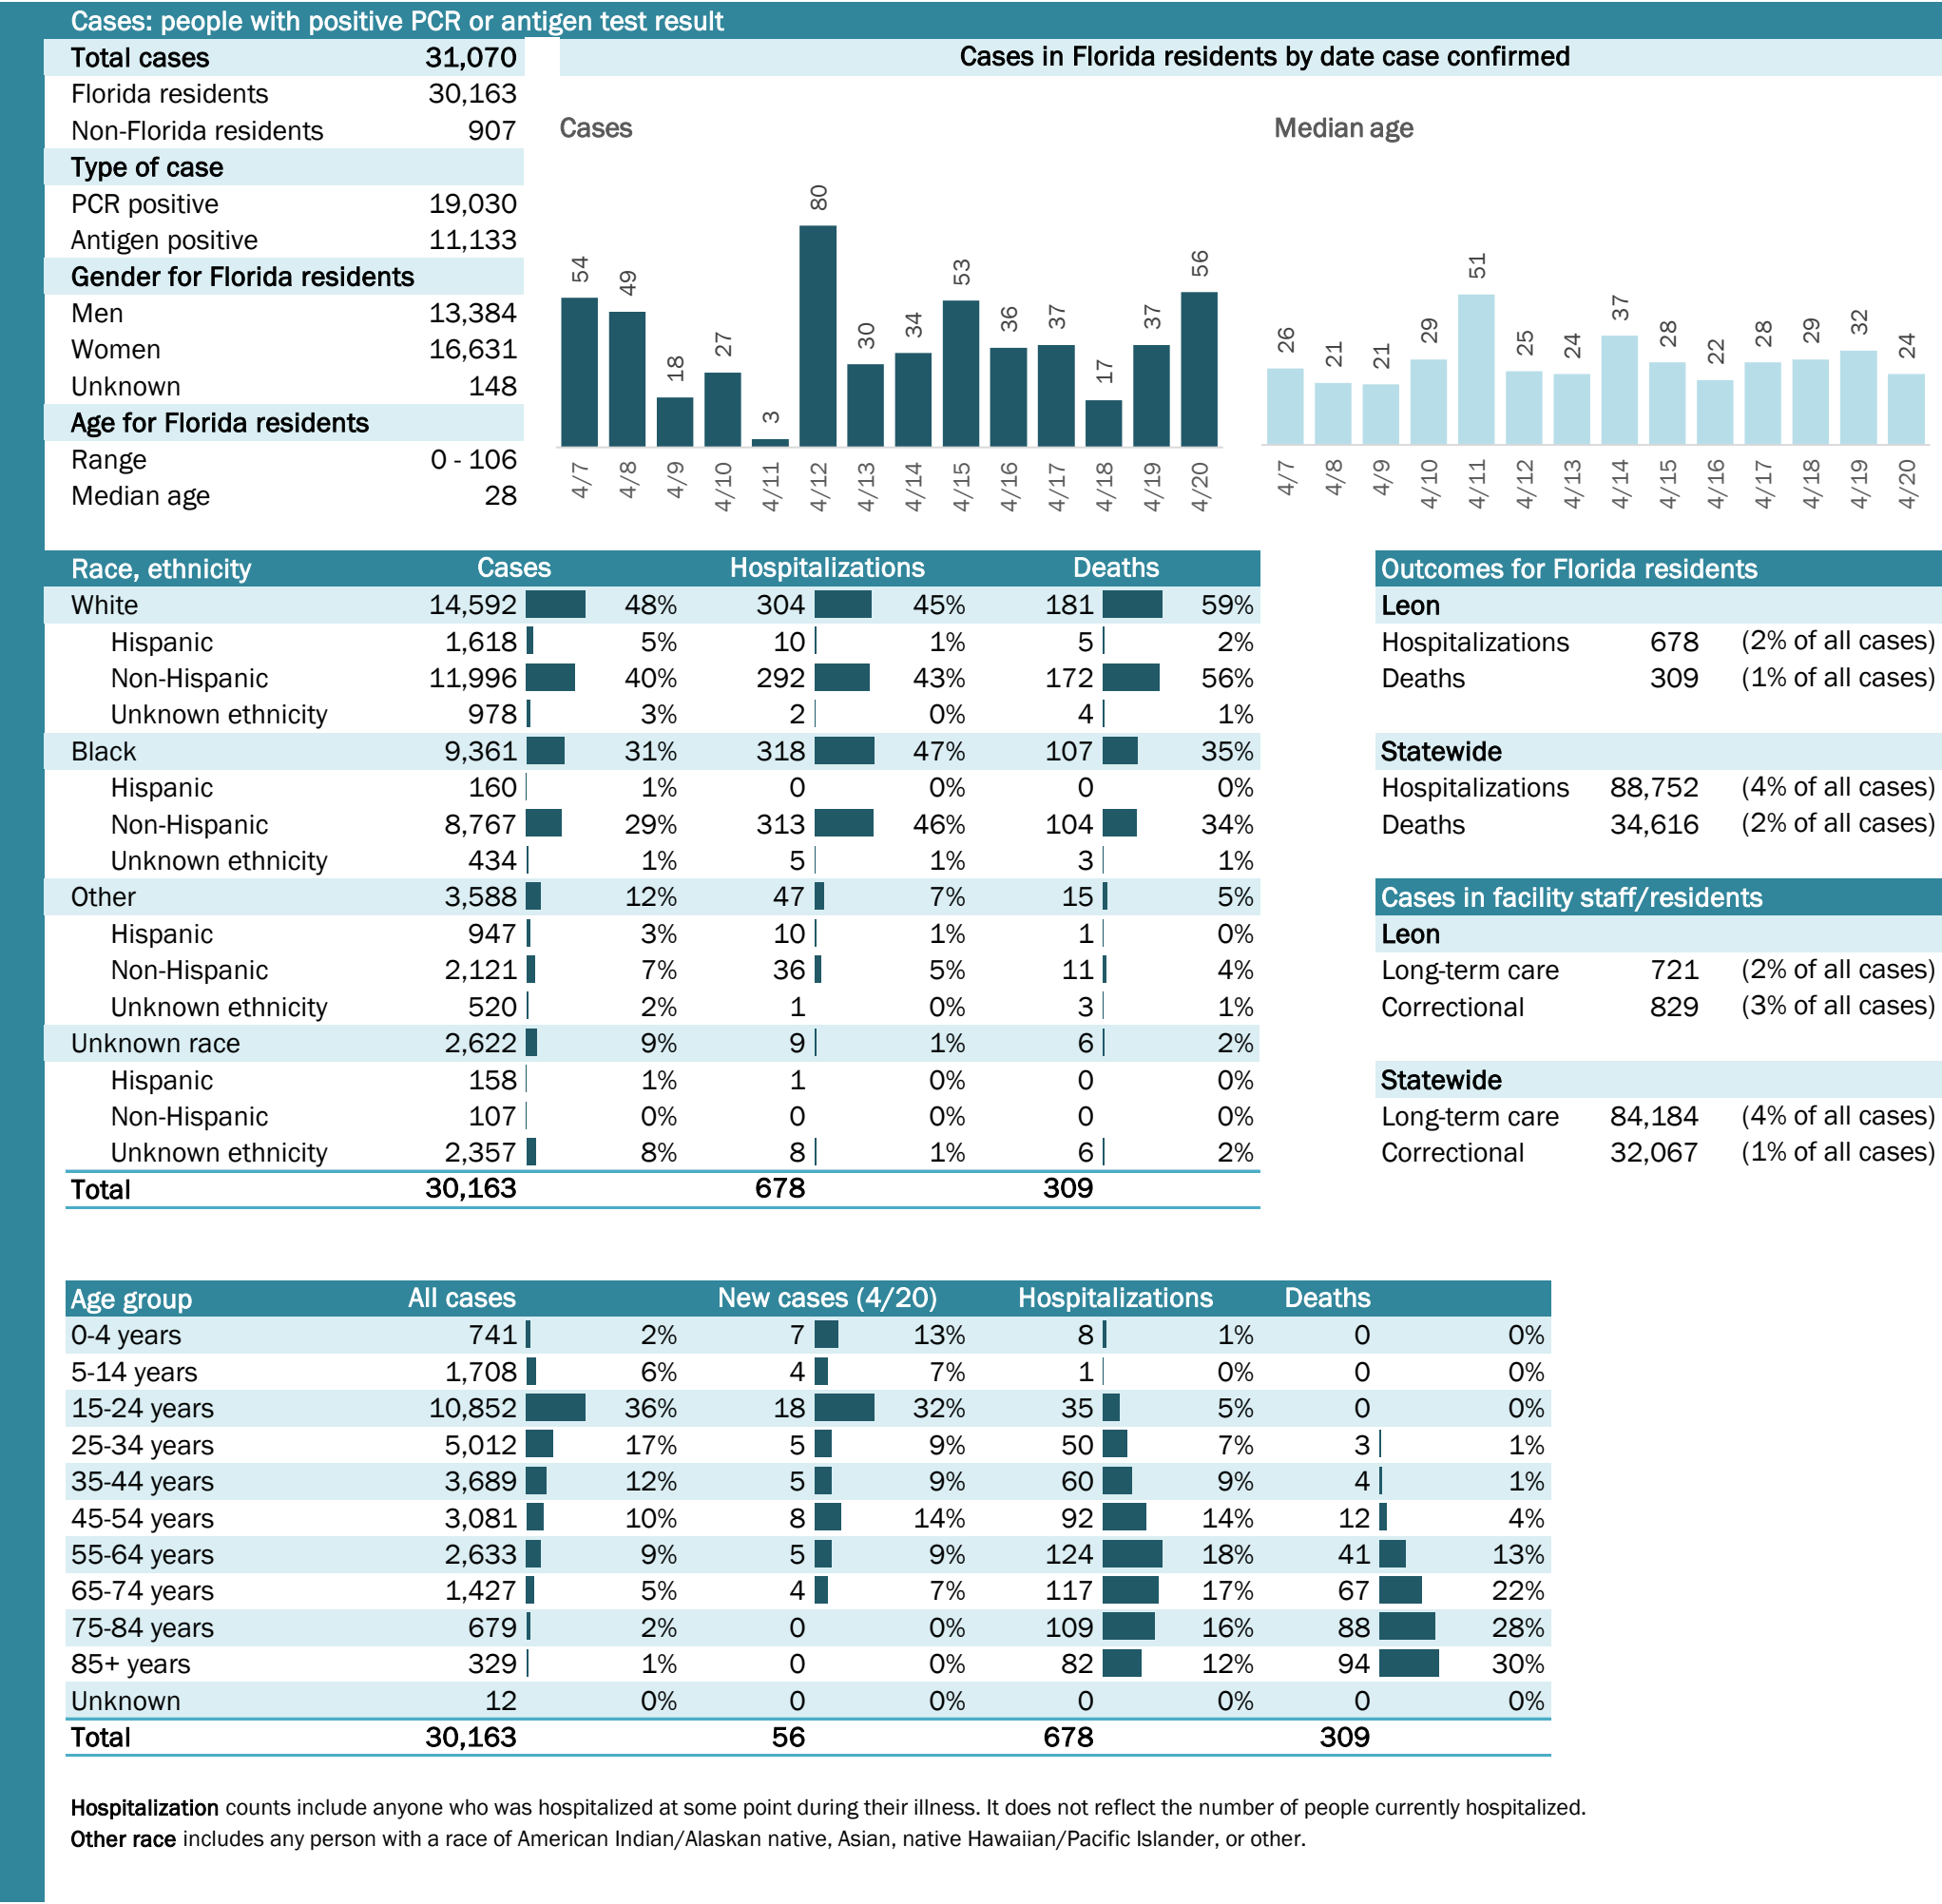 Cases: people with positive PCR or antigen test result
Total cases 31,070
Florida residents 30,163
Non-Florida residents 907
Type of case
PCR positive 19,030
Antigen positive 11,133
Gender for Florida residents
Men 13,384
Women 16,631
Unknown 148
Age for Florida residents
Range 0 - 106
Median age 28
Cases in Florida residents by date case confirmed
Cases
54 49 18 27 3 80 30 34 53 36 37 17 37 56
4/7 4/8 4/9 4/10 4/11 4/12 4/13 4/14 4/15 4/16 4/17 4/18 4/19 4/20
Median age
26 21 21 29 51 25 24 37 28 22 28 29 32 24
4/7 4/8 4/9 4/10 4/11 4/12 4/13 4/14 4/15 4/16 4/17 4/18 4/19 4/20
Race, ethnicity Cases Hospitalizations Deaths
White 14,592 48% 304 45% 181 59%
Hispanic 1,618 5% 10 1% 5 2%
Non-Hispanic 11,996 40% 292 43% 172 56%
Unknown ethnicity 978 3% 2 0% 4 1%
Black 9,361 31% 318 47% 107 35%
Hispanic 160 1% 0 0% 0 0%
Non-Hispanic 8,767 29% 313 46% 104 34%
Unknown ethnicity 434 1% 5 1% 3 1%
Other 3,588 12% 47 7% 15 5%
Hispanic 947 3% 10 1% 1 0%
Non-Hispanic 2,121 7% 36 5% 11 4%
Unknown ethnicity 520 2% 1 0% 3 1%
Unknown race 2,622 9% 9 1% 6 2%
Hispanic 158 1% 1 0% 0 0%
Non-Hispanic 107 0% 0 0% 0 0%
Unknown ethnicity 2,357 8% 8 1% 6 2%
Total 30,163 678 309
Outcomes for Florida residents
Leon
Hospitalizations 678 (2% of all cases)
Deaths 309 (1% of all cases)
Statewide
Hospitalizations 88,752 (4% of all cases)
Deaths 34,616 (2% of all cases)
Cases in facility staff/residents
Leon
Long-term care 721 (2% of all cases)
Correctional 829 (3% of all cases)
Statewide
Long-term care 84,184 (4% of all cases)
Correctional 32,067 (1% of all cases)
Age group All cases New cases (4/20) Hospitalizations Deaths
0-4 years 741 2% 7 13% 8 1% 0 0%
5-14 years 1,708 6% 4 7% 1 0% 0 0%
15-24 years 10,852 36% 18 32% 35 5% 0 0%
25-34 years 5,012 17% 5 9% 50 7% 3 1%
35-44 years 3,689 12% 5 9% 60 9% 4 1%
45-54 years 3,081 10% 8 14% 92 14% 12 4%
55-64 years 2,633 9% 5 9% 124 18% 41 13%
65-74 years 1,427 5% 4 7% 117 17% 67 22%
75-84 years 679 2% 0 0% 109 16% 88 28%
85+ years 329 1% 0 0% 82 12% 94 30%
Unknown 12 0% 0 0% 0 0% 0 0%
Total 30,163 56 678 309
Hospitalization counts include anyone who was hospitalized at some point during their illness. It does not reflect the number of people currently hospitalized.
Other race includes any person with a race of American Indian/Alaskan native, Asian, native Hawaiian/Pacific Islander, or other.